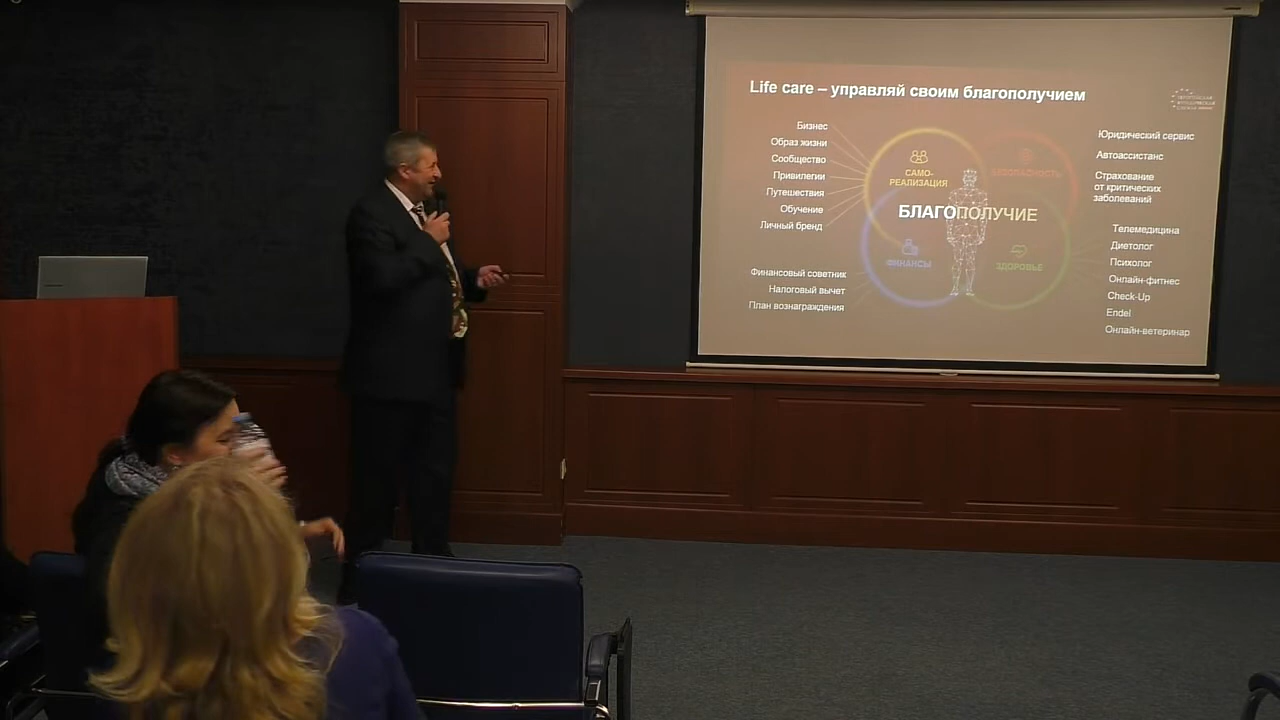 Life care – управляй своим благополучием
Бизнес
Образ жизни
Сообщество
Привилегии
Путешествия
Обучение
Личный бренд
Финансовый советник
Налоговый вычет
План вознаграждения
САМО-
РЕАЛИЗАЦИЯ
БЕЗОПАСНОСТЬ
БЛАГОПОЛУЧИЕ
ФИНАНСЫ
ЗДОРОВЬЕ
Юридический сервис
Автоассистанс
Страхование
от критических
заболеваний
Телемедицина
Диетолог
Психолог
Онлайн-фитнес
Check-Up
Endel
Онлайн-ветеринар